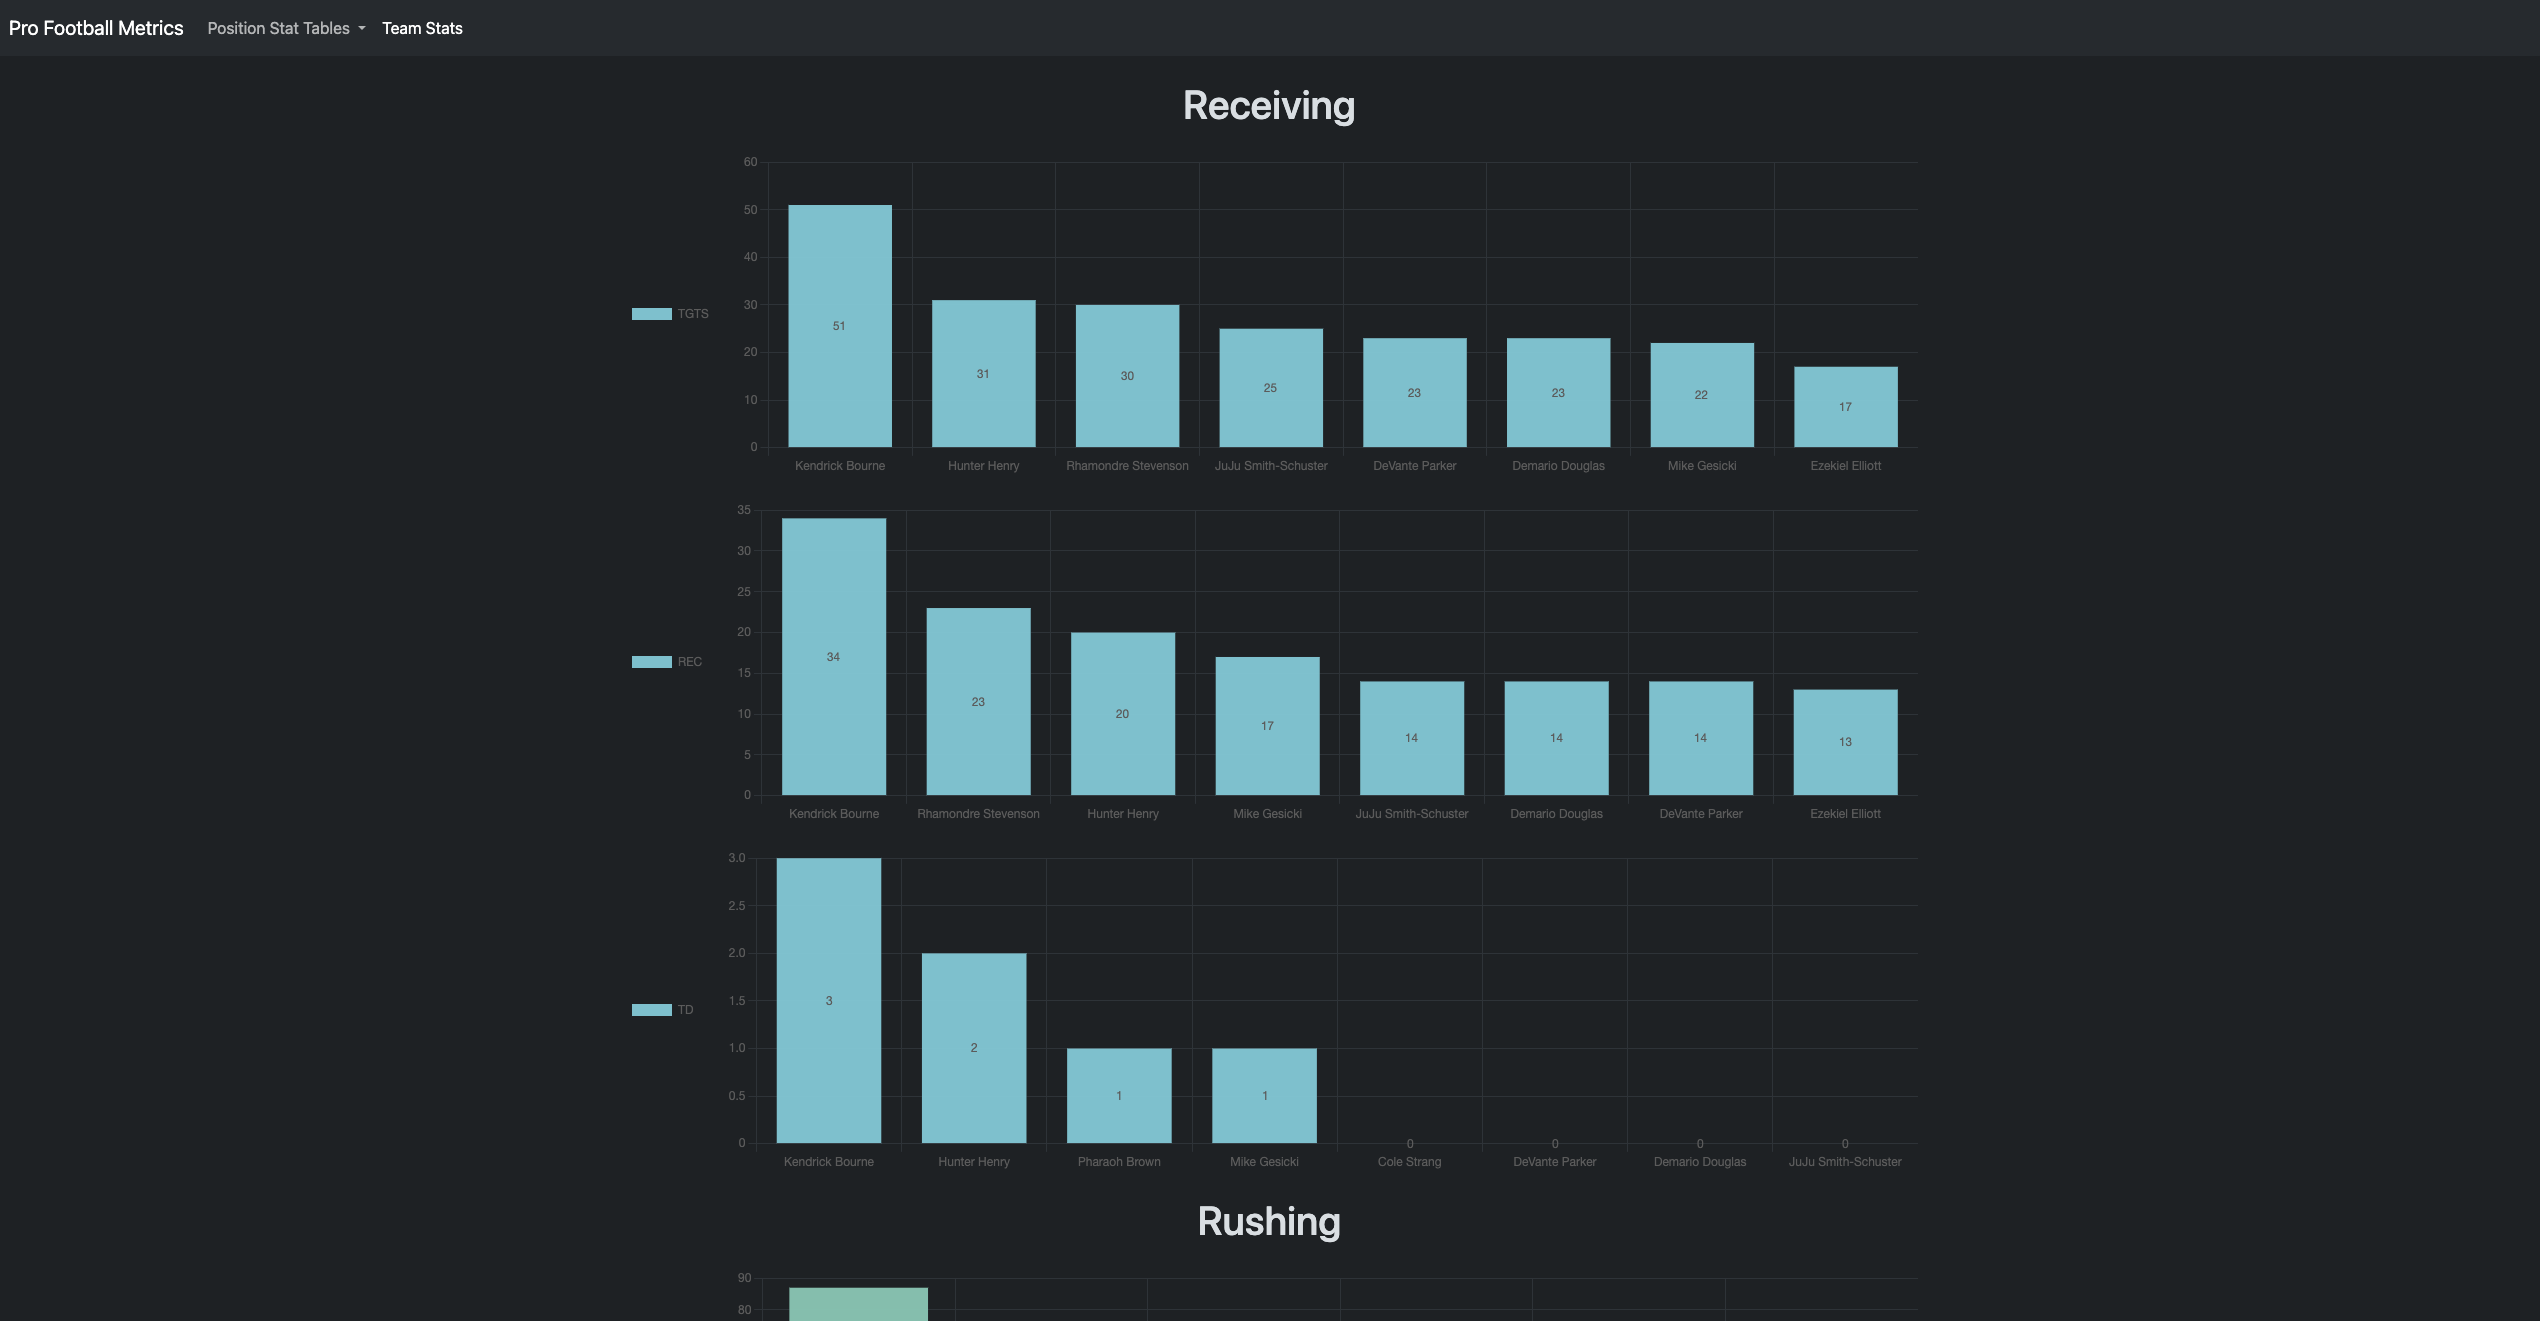 Pro Football Metrics Position Stat Tables Team Stats
Receiving
60
50
40
30
20
10
0
TGTS
51 31 30 25 23 23 22 17
Kendrick Bourne Hunter Henry Rhamondre Stevenson JuJu Smith-Schuster DeVante Parker Demario Douglas Mike Gesicki Ezekiel Elliott
35
30
25
20
15
10
5
0
REC
34 23 20 17 14 14 14 13
Kendrick Bourne Rhamondre Stevenson Hunter Henry Mike Gesicki JuJu Smith-Schuster Demario Douglas DeVante Parker Ezekiel Elliott
3.0
2.5
2.0
1.5
1.0
0.5
0
TD
3 2 1 1 0 0 0 0
Kendrick Bourne Hunter Henry Pharaoh Brown Mike Gesicki Cole Strang DeVante Parker Demario Douglas JuJu Smith-Schuster
Rushing
90
80